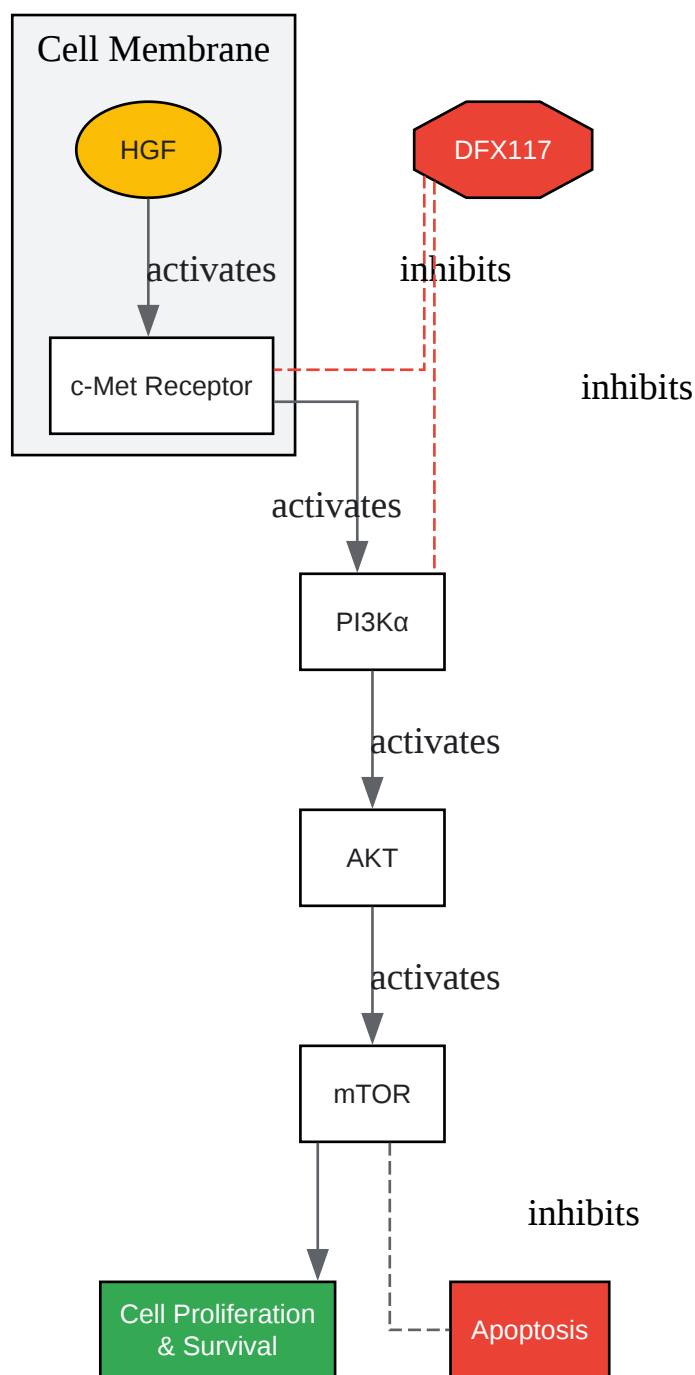 Cell Membrane
HGF
DFX117
activates
inhibits
c-Met Receptor
inhibits
activates
PI3Kα
activates
AKT
activates
mTOR
inhibits
Cell Proliferation
& Survival
Apoptosis